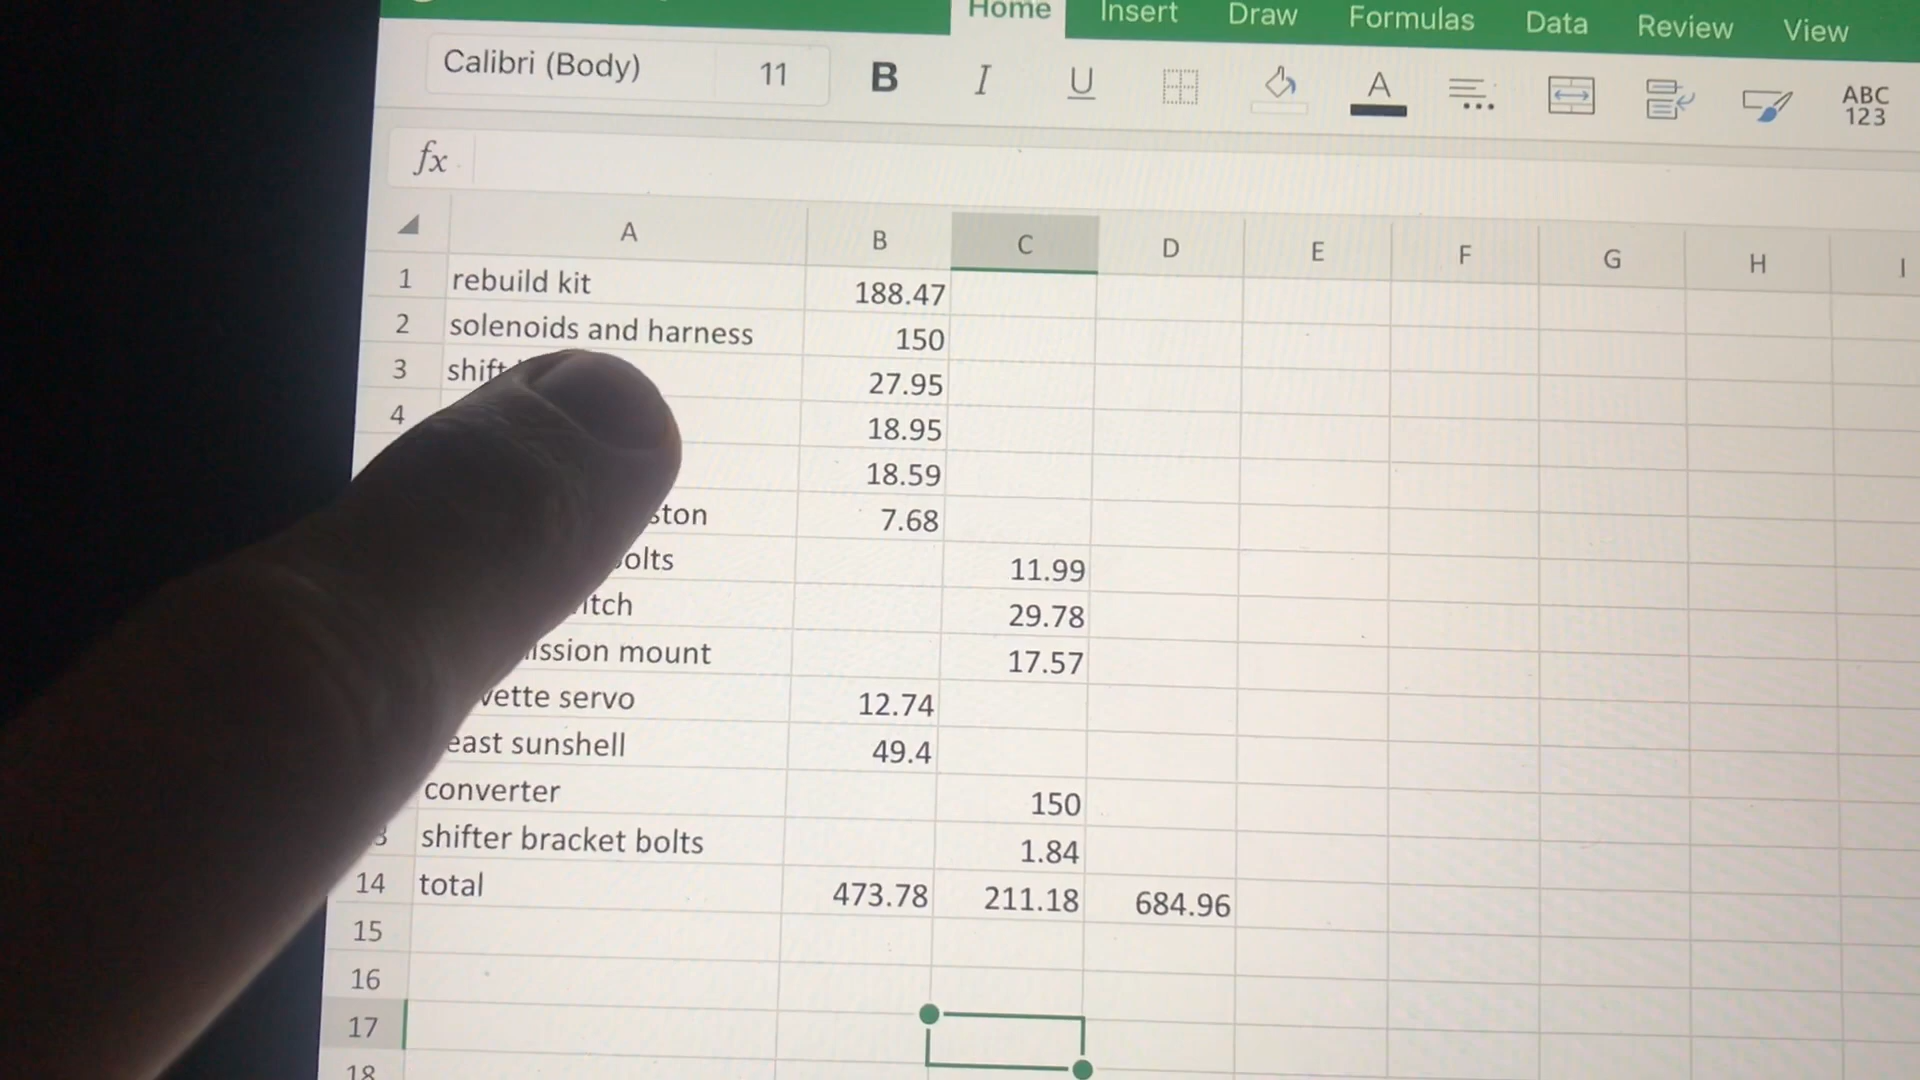 Home Insert Draw Formulas Data Review View
Calibri (Body) 11 B I U A ABC 123
fx
A B C D E F G H I
1 rebuild kit 188.47
2 solenoids and harness 150
3 shift 27.95
4 18.95
18.59
ston 7.68
olts 11.99
itch 29.78
ission mount 17.57
vette servo 12.74
east sunshell 49.4
converter 150
3 shifter bracket bolts 1.84
14 total 473.78 211.18 684.96
15
16
17
18